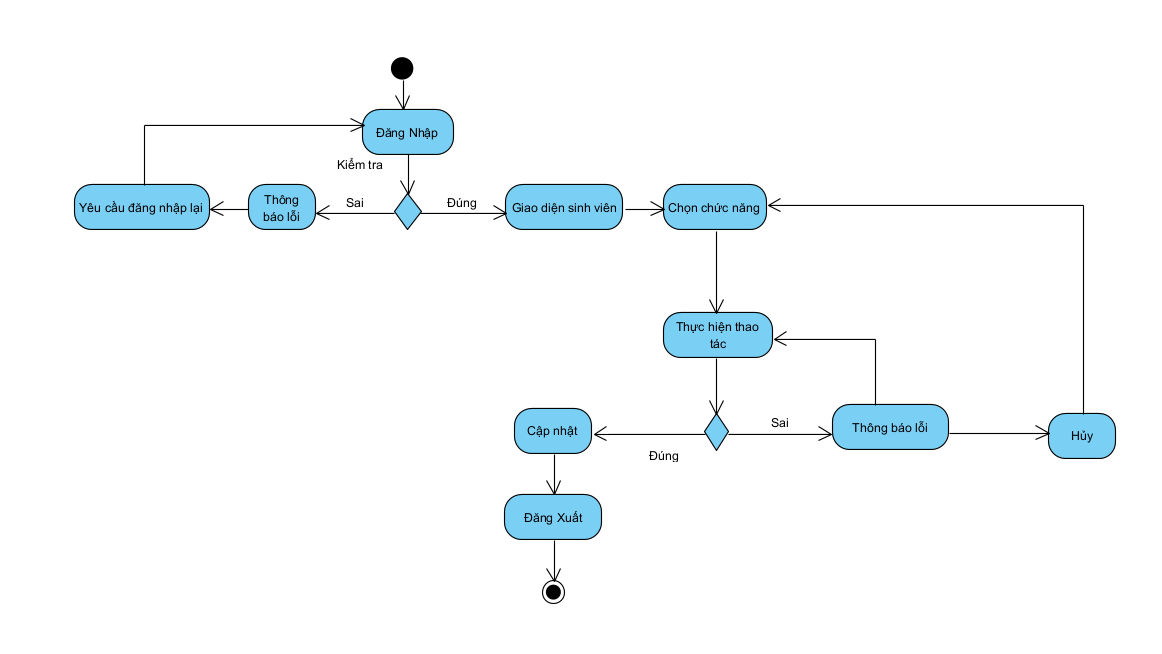 Đăng Nhập
Kiểm tra
Yêu cầu đăng nhập lại
Thông
báo lỗi
Sai
Đúng
Giao diện sinh viên
Chọn chức năng
Thực hiện thao
tác
Cập nhật
Đúng
Sai
Thông báo lỗi
Hủy
Đăng Xuất